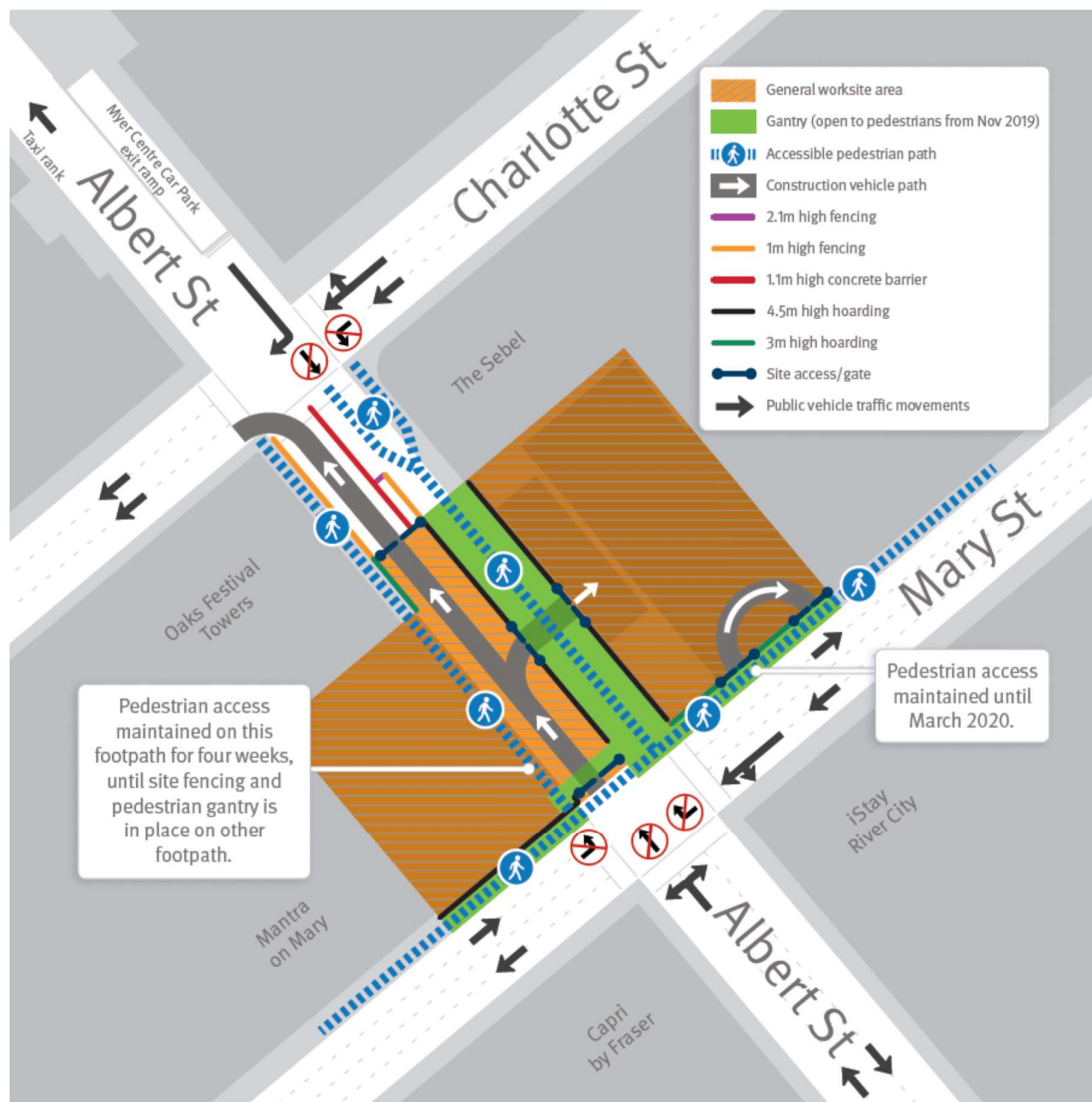 Charlotte St
Myer Centre Car Park
exit ramp
Taxi rank
Albert St
General worksite area
Gantry (open to pedestrians from Nov 2019)
Accessible pedestrian path
Construction vehicle path
2.1m high fencing
1m high fencing
1.1m high concrete barrier
4.5m high hoarding
3m high hoarding
Site access/gate
Public vehicle traffic movements
The Sebel
Mary St
Oaks Festival
Towers
Pedestrian access
maintained until
March 2020.
Pedestrian access
maintained on this
footpath for four weeks,
until site fencing and
pedestrian gantry is
in place on other
footpath.
iStay
River City
Mantra
on Mary
Albert St
Capri
by Fraser